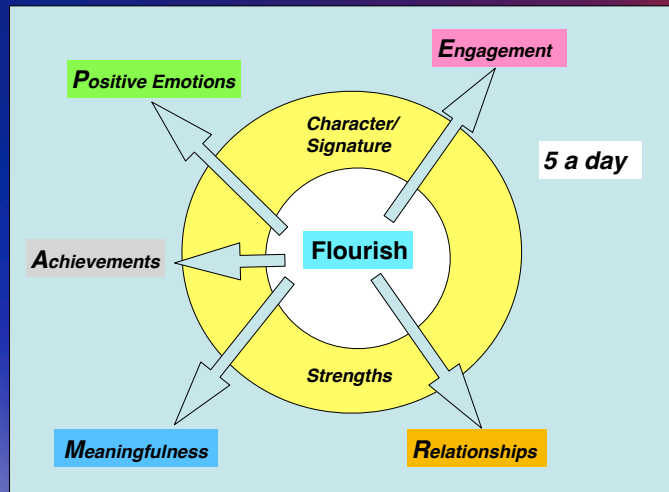 Engagement
Positive Emotions
Character/
Signature
5 a day
Flourish
Achievements
Strengths
Meaningfulness
Relationships